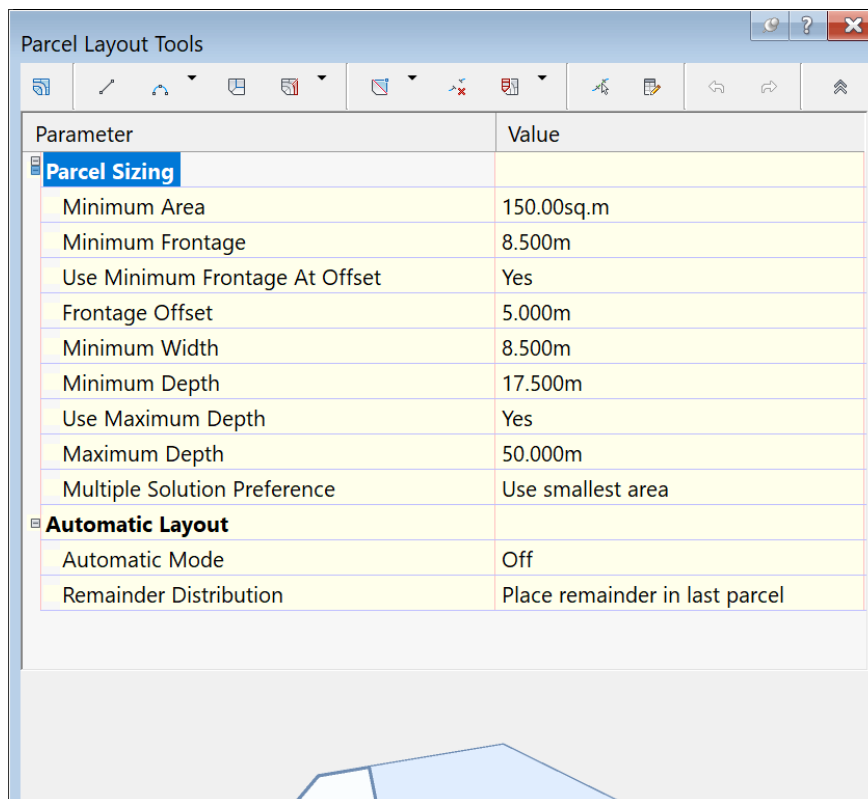 Parcel Layout Tools
Parameter Value
Parcel Sizing
Minimum Area 150.00sq.m
Minimum Frontage 8.500m
Use Minimum Frontage At Offset Yes
Frontage Offset 5.000m
Minimum Width 8.500m
Minimum Depth 17.500m
Use Maximum Depth Yes
Maximum Depth 50.000m
Multiple Solution Preference Use smallest area
Automatic Layout
Automatic Mode Off
Remainder Distribution Place remainder in last parcel